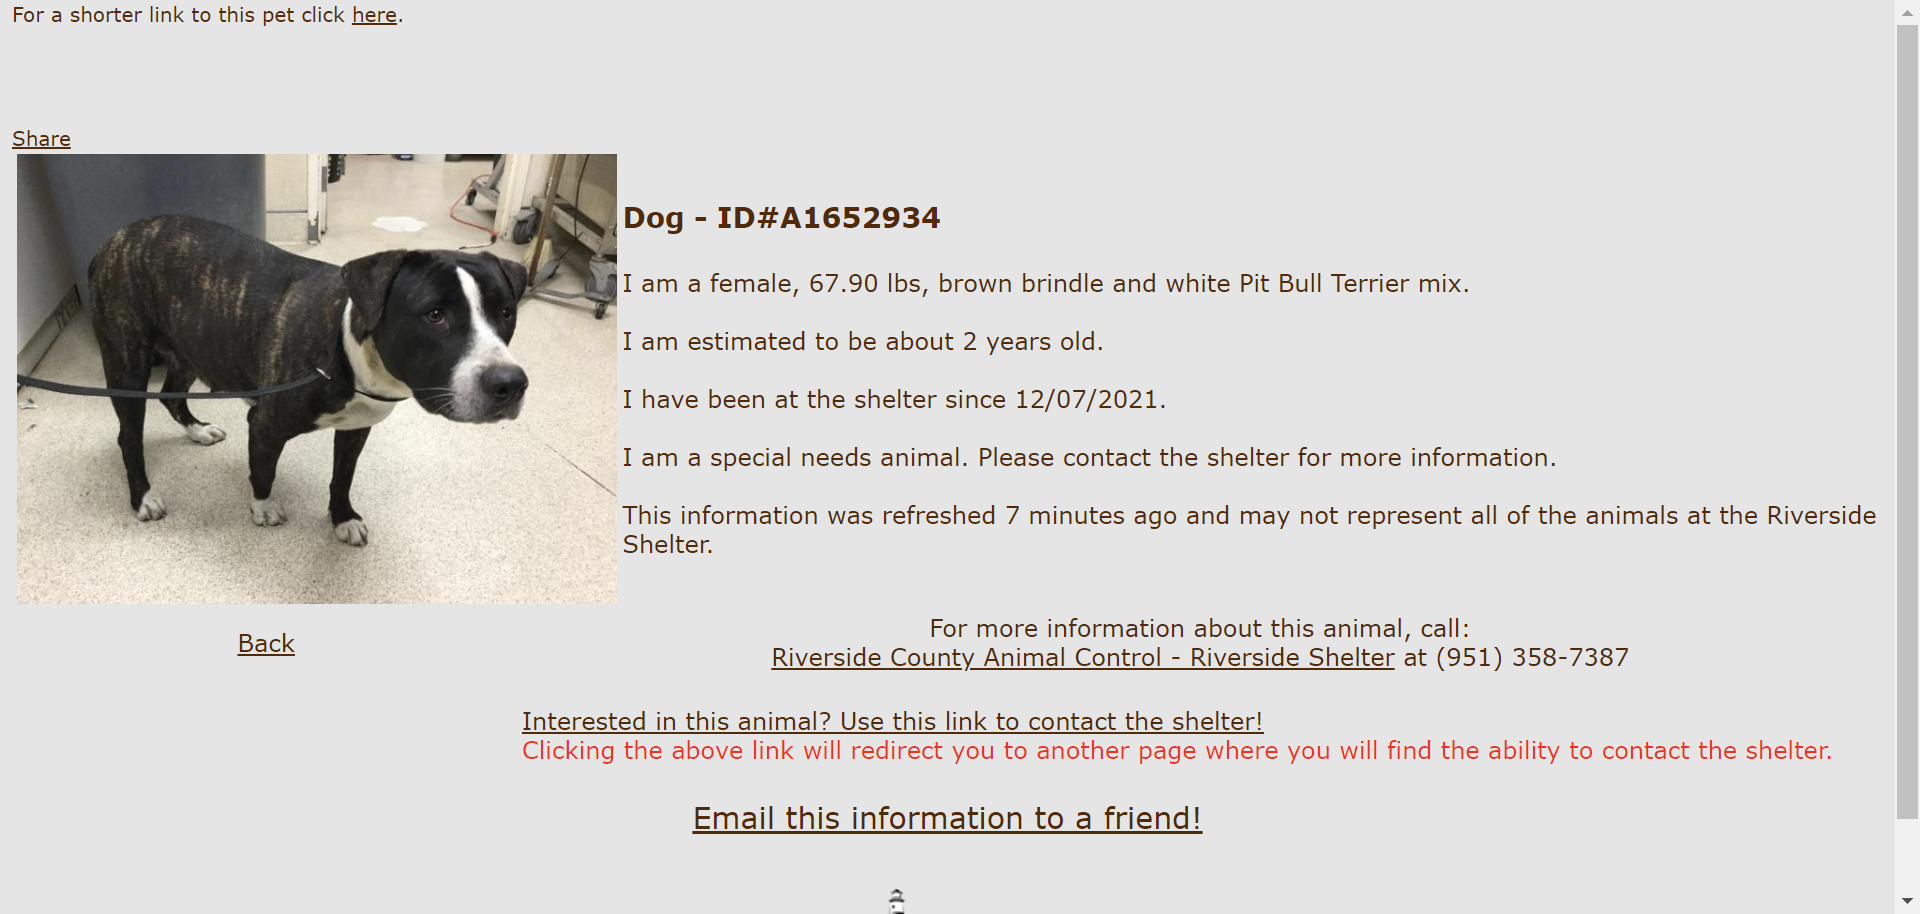 For a shorter link to this pet click here.
Share
Dog - ID#A1652934
I am a female, 67.90 lbs, brown brindle and white Pit Bull Terrier mix.
I am estimated to be about 2 years old.
I have been at the shelter since 12/07/2021.
I am a special needs animal. Please contact the shelter for more information.
This information was refreshed 7 minutes ago and may not represent all of the animals at the Riverside
Shelter.
Back
For more information about this animal, call:
Riverside County Animal Control - Riverside Shelter at (951) 358-7387
Interested in this animal? Use this link to contact the shelter!
Clicking the above link will redirect you to another page where you will find the ability to contact the shelter.
Email this information to a friend!